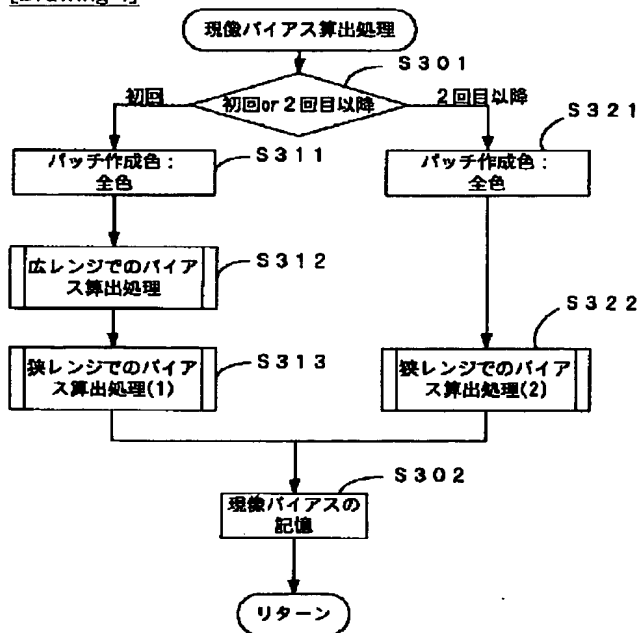 [Drawing 4]
現像バイアス算出処理
S301
初回or2回目以降
初回
2回目以降
S311
パッチ作成色:
全色
S321
パッチ作成色:
全色
S312
広レンジでのバイア
ス算出処理
S313
狭レンジでのバイア
ス算出処理(1)
S322
狭レンジでのバイア
ス算出処理(2)
S302
現像バイアスの
記憶
リターン